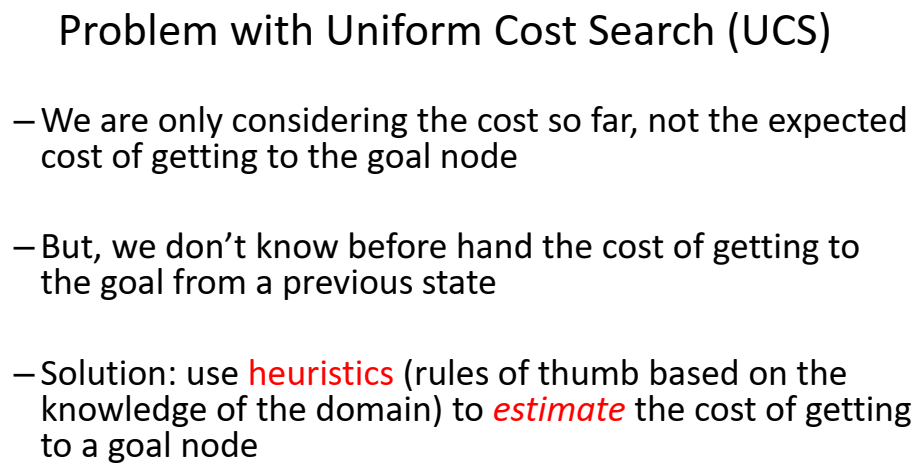 Problem with Uniform Cost Search (UCS)
– We are only considering the cost so far, not the expected
cost of getting to the goal node
– But, we don’t know before hand the cost of getting to
the goal from a previous state
– Solution: use heuristics (rules of thumb based on the
knowledge of the domain) to estimate the cost of getting
to a goal node